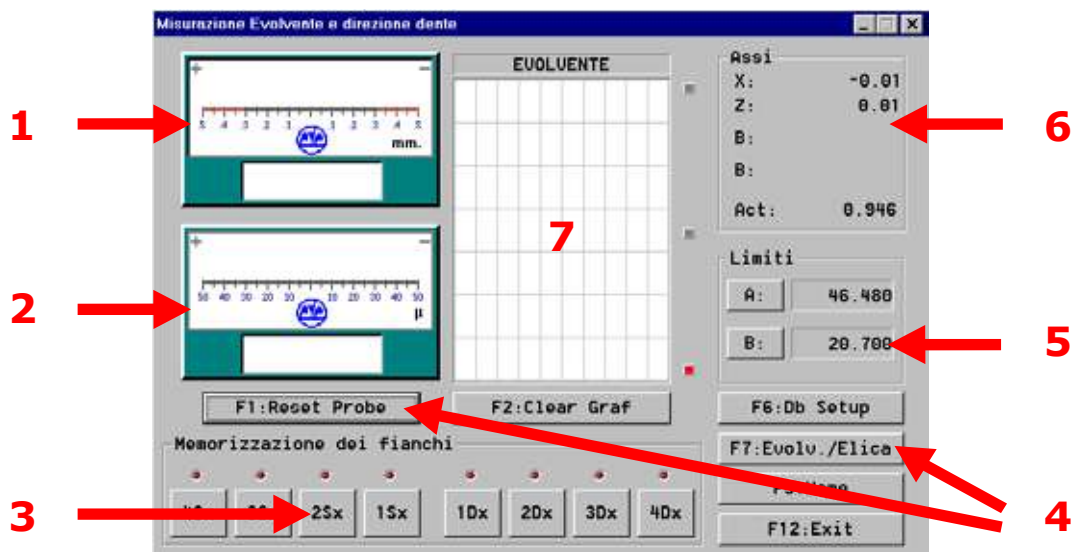 Misurazione Evolvente e direzione dente
1
+ -
5 4 3 2 1 1 2 3 4 5
mm.
2
+ -
50 40 30 20 10 10 20 30 40 50
µ
EVOLVENTE
7
Assi
X: -0.01
Z: 0.01
B:
B:
Act: 0.946
6
Limiti
A: 46.480
B: 20.700
5
F1:Reset Probe
F2:Clear Graf
F6:Db Setup
F7:Evolv./Elica
F12:Exit
4
Memorizzazione dei fianchi
3
2Sx 1Sx 1Dx 2Dx 3Dx 4Dx